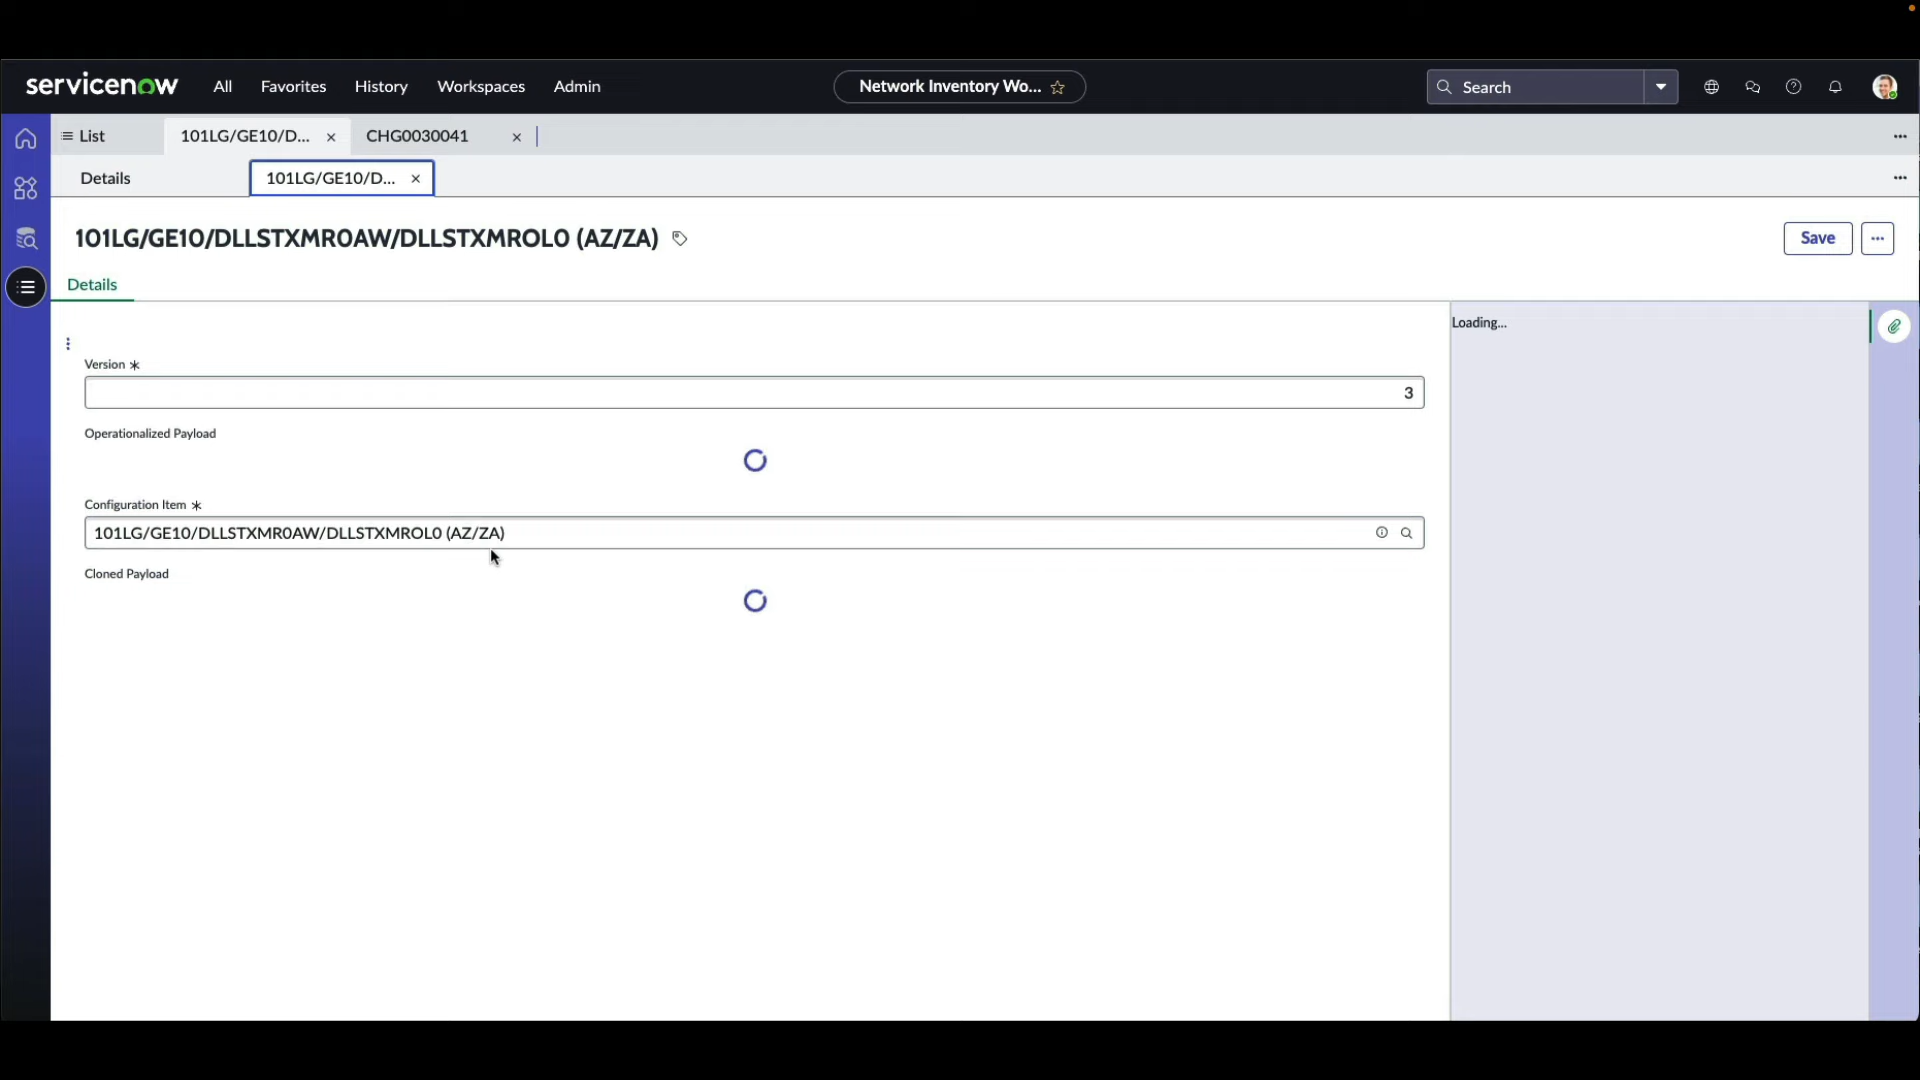 servicenow All Favorites History Workspaces Admin Network Inventory Wo... Search
List 101LG/GE10/D... CHG0030041
Details 101LG/GE10/D...
101LG/GE10/DLLSTXMR0AW/DLLSTXMROL0 (AZ/ZA) Save
Details
Loading...
Version *
3
Operationalized Payload
Configuration Item *
101LG/GE10/DLLSTXMR0AW/DLLSTXMROL0 (AZ/ZA)
Cloned Payload